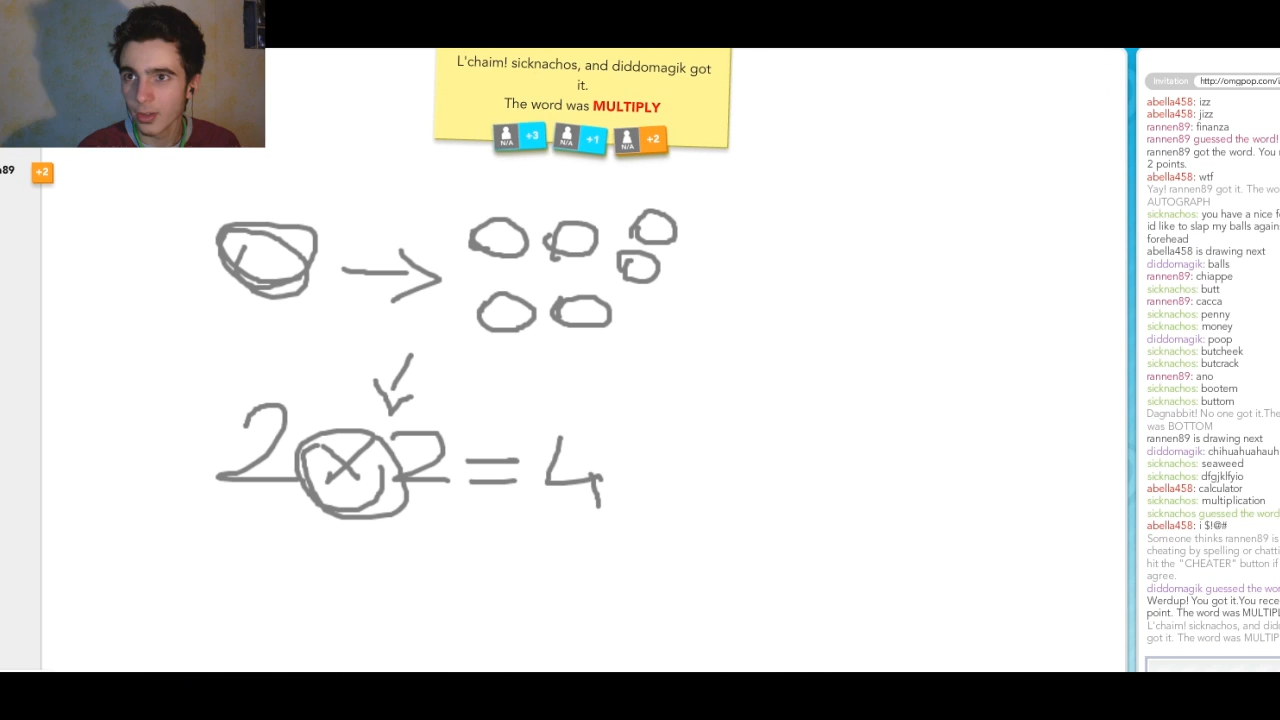 L'chaim! sicknachos, and diddomagik got
it.
The word was MULTIPLY
N/A +3
N/A +1
N/A +2
89 +2
2 x 2 = 4
Invitation http://omgpop.com/i
abella458: izz
abella458: jizz
rannen89: finanza
rannen89 guessed the word!
rannen89 got the word. You
2 points.
abella458: wtf
Yay! rannen89 got it. The wo
AUTOGRAPH
sicknachos: you have a nice f
id like to slap my balls again
forehead
abella458 is drawing next
diddomagik: balls
rannen89: chiappe
sicknachos: butt
rannen89: cacca
sicknachos: penny
sicknachos: money
diddomagik: poop
sicknachos: butcheek
sicknachos: butcrack
rannen89: ano
sicknachos: bootem
sicknachos: buttom
Dagnabbit! No one got it.The
was BOTTOM
rannen89 is drawing next
diddomagik: chihuahuahauh
sicknachos: seaweed
sicknachos: dfgjklfyio
abella458: calculator
sicknachos: multiplication
sicknachos guessed the word
abella458: i $!@#
Someone thinks rannen89 is
cheating by spelling or chatti
hit the "CHEATER" button if
agree.
diddomagik guessed the wor
Werdup! You got it.You rece
point. The word was MULTIPL
L'chaim! sicknachos, and did
got it. The word was MULTIP